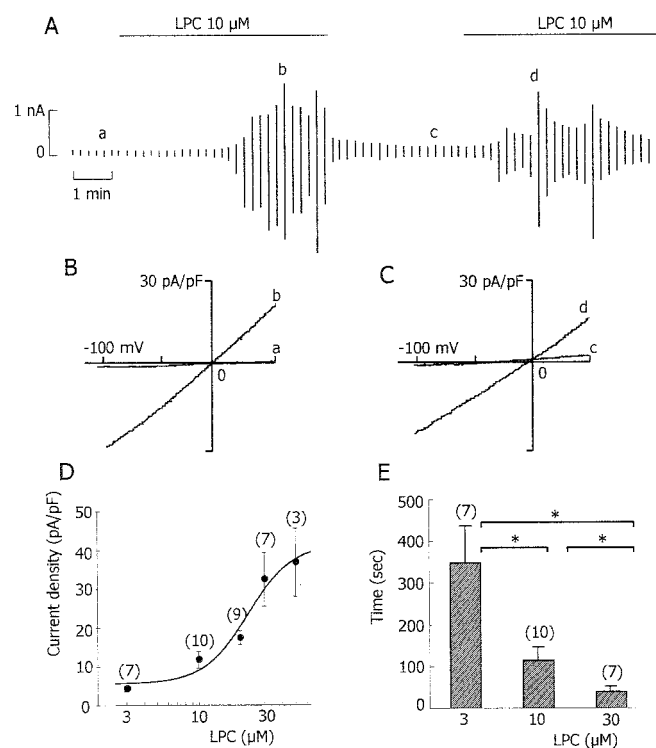 A
LPC 10 µM
LPC 10 µM
1 nA
0
a
b
c
d
1 min
B
30 pA/pF
b
-100 mV
a
0
C
30 pA/pF
d
-100 mV
c
0
D
Current density (pA/pF)
50
40
30
20
10
0
(7)
(10)
(9)
(7)
(3)
3
10
30
LPC (µM)
E
Time (sec)
500
400
300
200
100
0
(7)
*
*
*
(10)
(7)
3
10
30
LPC (µM)